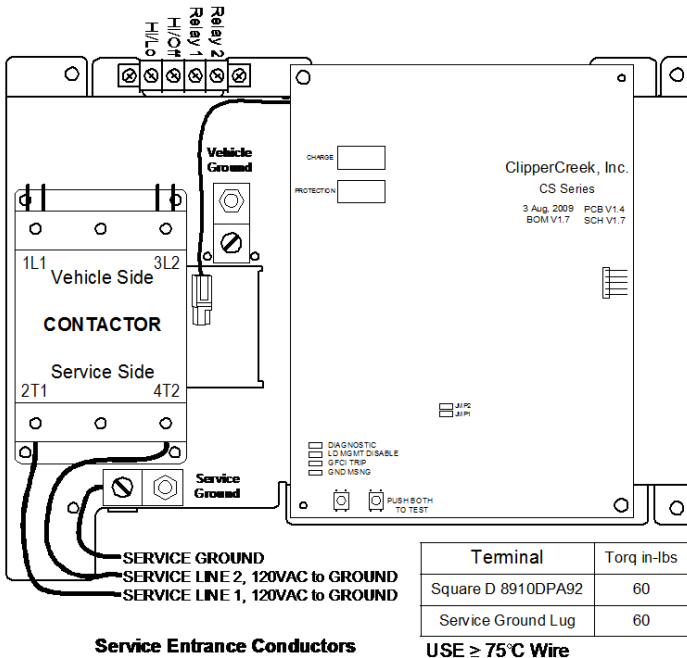 HI/Lo
HI/Off
Relay 1
Relay 2
Vehicle
Ground
CHARGE
PROTECTION
ClipperCreek, Inc.
CS Series
3 Aug, 2009 PCB V1.4
BOM V1.7 SCH V1.7
1L1 3L2
Vehicle Side
CONTACTOR
Service Side
2T1 4T2
JMP2
JMP1
DIAGNOSTIC
LD MGMT DISABLE
GFCI TRIP
GND MSNG
PUSH BOTH
TO TEST
Service
Ground
SERVICE GROUND
SERVICE LINE 2, 120VAC to GROUND
SERVICE LINE 1, 120VAC to GROUND
Service Entrance Conductors
Terminal Torq in-lbs
Square D 8910DPA92 60
Service Ground Lug 60
USE ≥ 75°C Wire